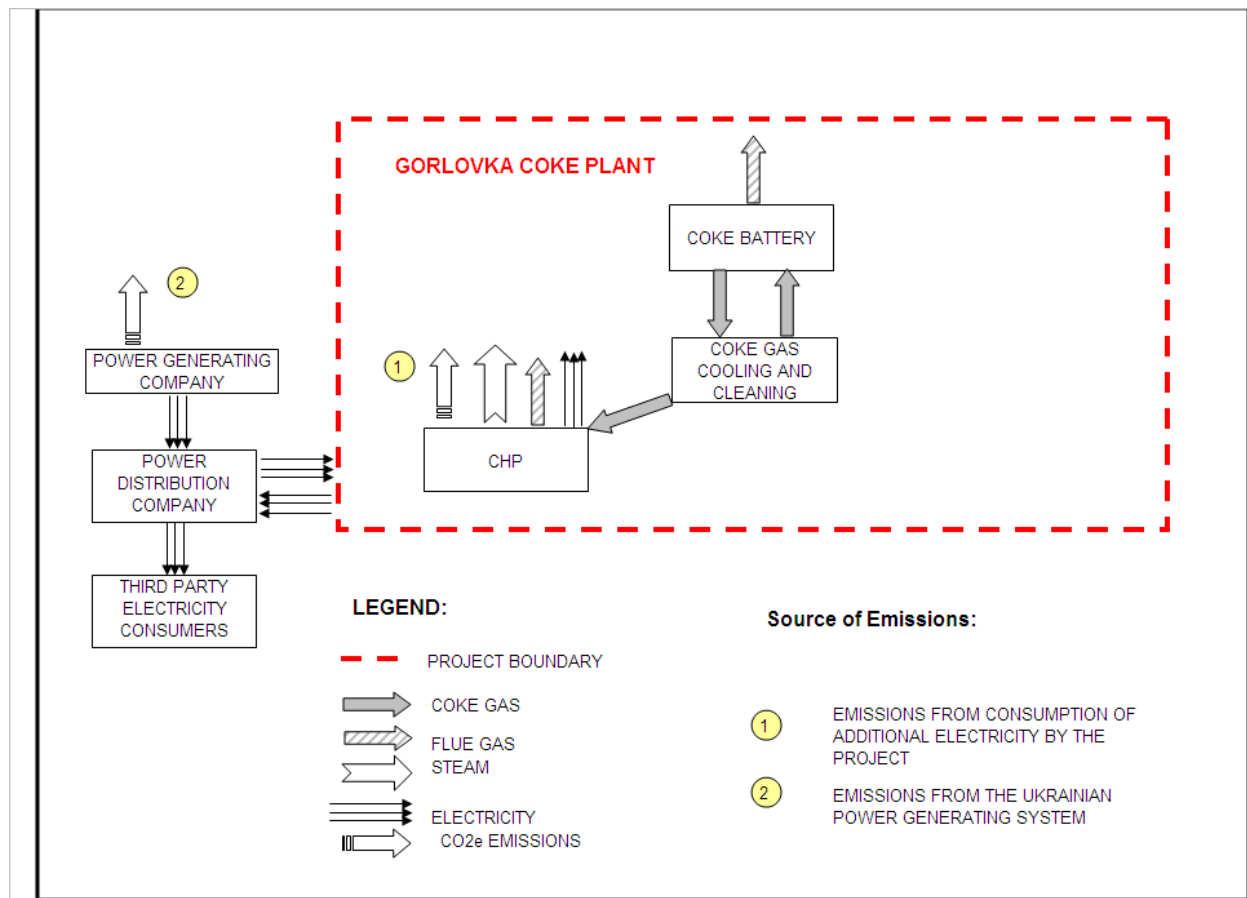 GORLOVKA COKE PLANT
COKE BATTERY
2
POWER GENERATING
COMPANY
1
COKE GAS
COOLING AND
CLEANING
POWER
DISTRIBUTION
COMPANY
CHP
THIRD PARTY
ELECTRICITY
CONSUMERS
LEGEND:
PROJECT BOUNDARY
COKE GAS
FLUE GAS
STEAM
ELECTRICITY
CO2e EMISSIONS
Source of Emissions:
1
EMISSIONS FROM CONSUMPTION OF
ADDITIONAL ELECTRICITY BY THE
PROJECT
2
EMISSIONS FROM THE UKRAINIAN
POWER GENERATING SYSTEM